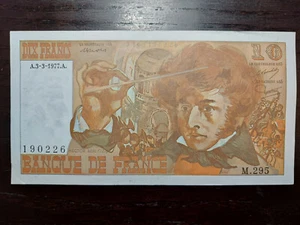 DIX FRANCS
10
A.3-3-1977.A.
190226
BANQUE DE FRANCE
M.295